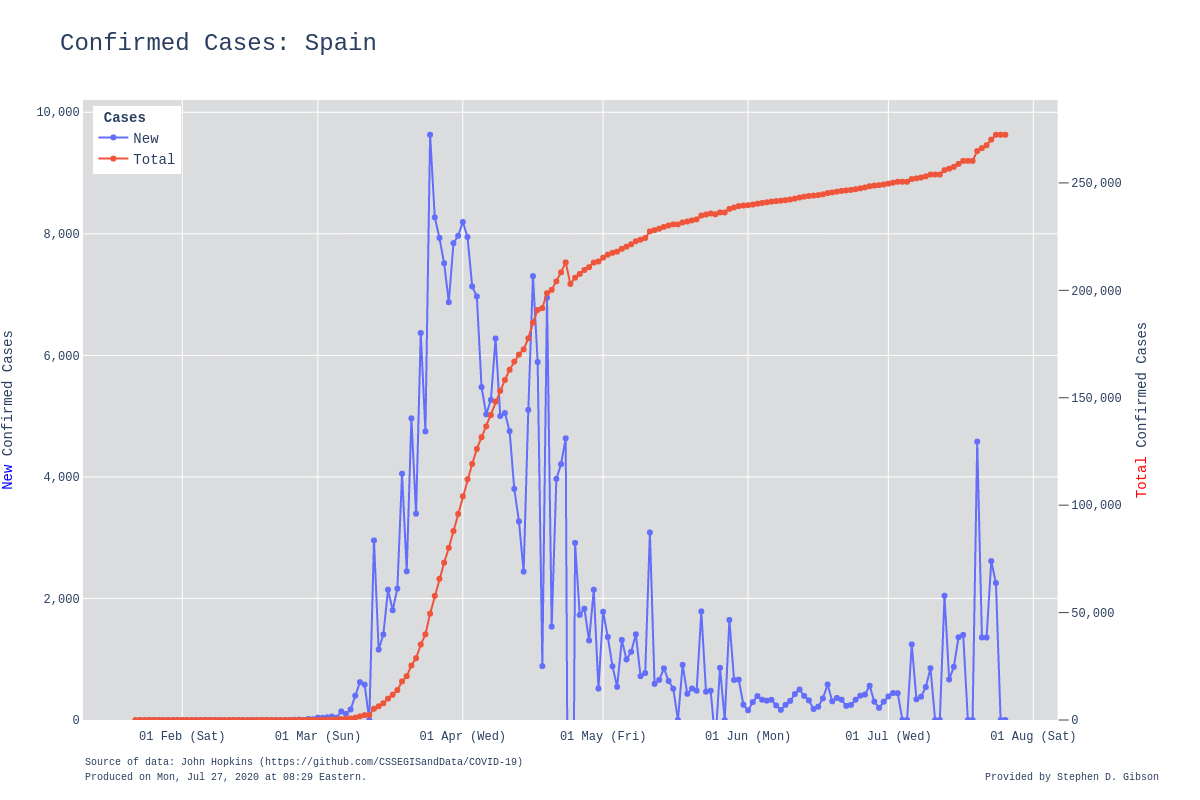 Confirmed Cases: Spain
Cases
New
Total
10,000
8,000
6,000
4,000
2,000
0
250,000
200,000
150,000
100,000
50,000
0
New Confirmed Cases
Total Confirmed Cases
01 Feb (Sat) 01 Mar (Sun) 01 Apr (Wed) 01 May (Fri) 01 Jun (Mon) 01 Jul (Wed) 01 Aug (Sat)
Source of data: John Hopkins (https://github.com/CSSEGISandData/COVID-19)
Produced on Mon, Jul 27, 2020 at 08:29 Eastern.
Provided by Stephen D. Gibson